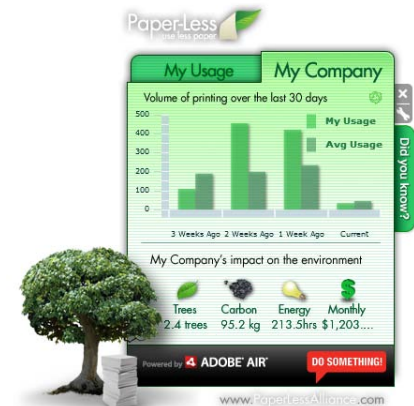 Paper-Less
use less paper
My Usage
My Company
Volume of printing over the last 30 days
500
My Usage
400
Avg Usage
300
200
100
0
3 Weeks Ago 2 Weeks Ago 1 Week Ago Current
My Company's impact on the environment
Trees Carbon Energy Monthly
2.4 trees 95.2 kg 213.5hrs $1,203....
Did you know?
Powered by ADOBE® AIR™
DO SOMETHING!
www.PaperLessAlliance.com